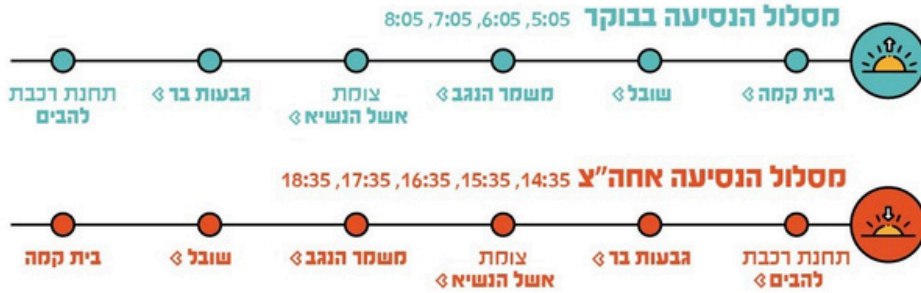 מסלול הנסיעה בבוקר 5:05, 6:05, 7:05, 8:05
בית קמה >
שובל >
משמר הנגב >
צומת
אשל הנשיא >
גבעות בר >
תחנת רכבת
להבים
מסלול הנסיעה אחה"צ 14:35, 15:35, 16:35, 17:35, 18:35
תחנת רכבת
להבים >
גבעות בר >
צומת
אשל הנשיא >
משמר הנגב >
שובל >
בית קמה